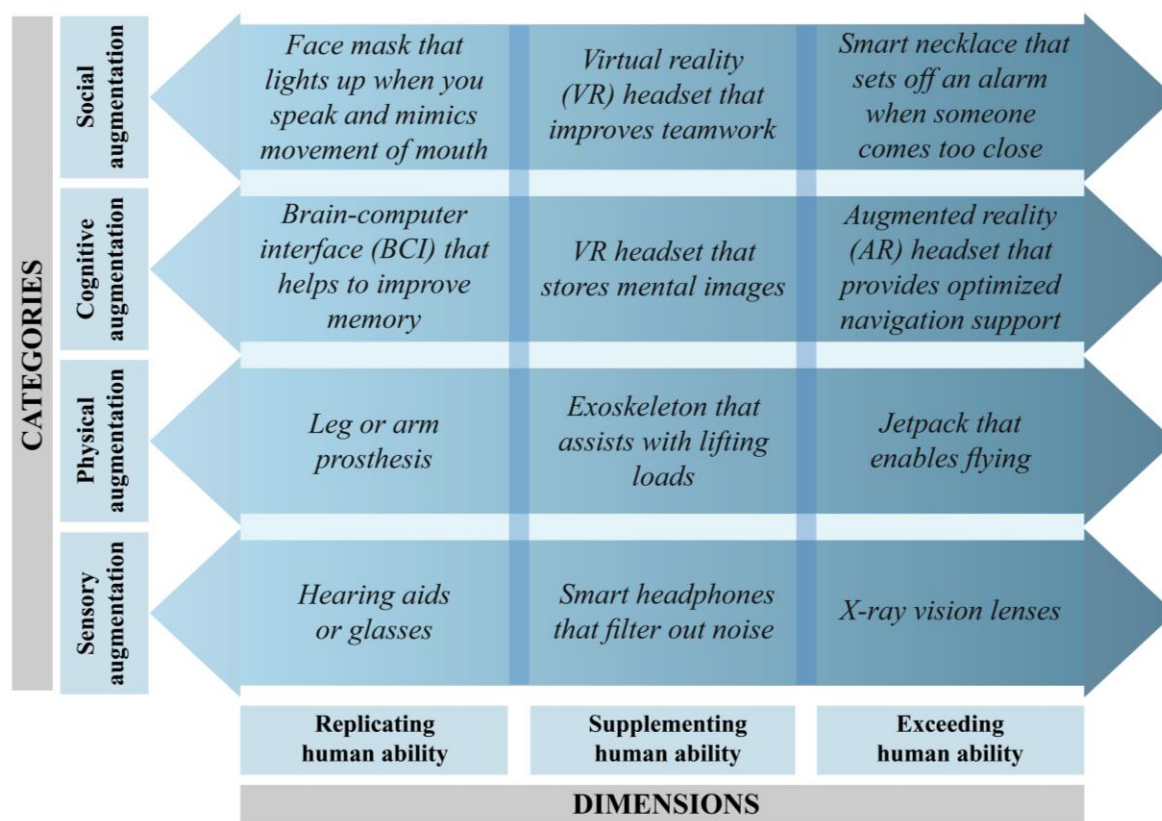 CATEGORIES
Social
augmentation
Face mask that
lights up when you
speak and mimics
movement of mouth
Virtual reality
(VR) headset that
improves teamwork
Smart necklace that
sets off an alarm
when someone
comes too close
Cognitive
augmentation
Brain-computer
interface (BCI) that
helps to improve
memory
VR headset that
stores mental images
Augmented reality
(AR) headset that
provides optimized
navigation support
Physical
augmentation
Leg or arm
prosthesis
Exoskeleton that
assists with lifting
loads
Jetpack that
enables flying
Sensory
augmentation
Hearing aids
or glasses
Smart headphones
that filter out noise
X-ray vision lenses
Replicating
human ability
Supplementing
human ability
Exceeding
human ability
DIMENSIONS